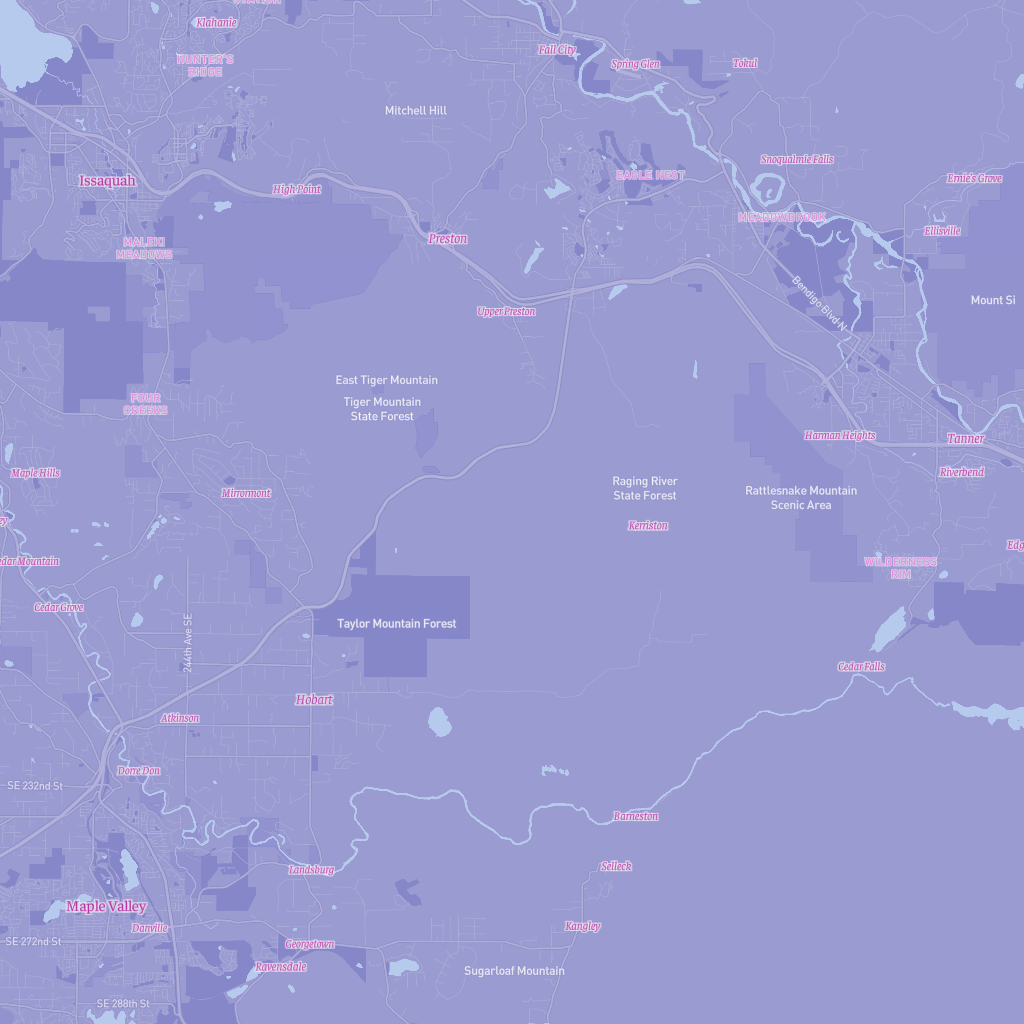 Klahanie
HUNTER'S
RIDGE
Fall City
Spring Glen
Tokul
Mitchell Hill
Snoqualmie Falls
Issaquah
High Point
EAGLE NEST
Ernie's Grove
MEADOWBROOK
Ellisville
MALEKI
MEADOWS
Preston
Bendigo Blvd N
Mount Si
Upper Preston
East Tiger Mountain
Tiger Mountain
State Forest
FOUR
CREEKS
Harman Heights
Tanner
Maple Hills
Riverbend
Mirrormont
Raging River
State Forest
Rattlesnake Mountain
Scenic Area
Kerriston
edar Mountain
Edg
WILDERNESS
RIM
Cedar Grove
Taylor Mountain Forest
244th Ave SE
Cedar Falls
Hobart
Atkinson
Dorre Don
SE 232nd St
Barneston
Landsburg
Selleck
Maple Valley
Danville
Kangley
SE 272nd St
Georgetown
Ravensdale
Sugarloaf Mountain
SE 288th St